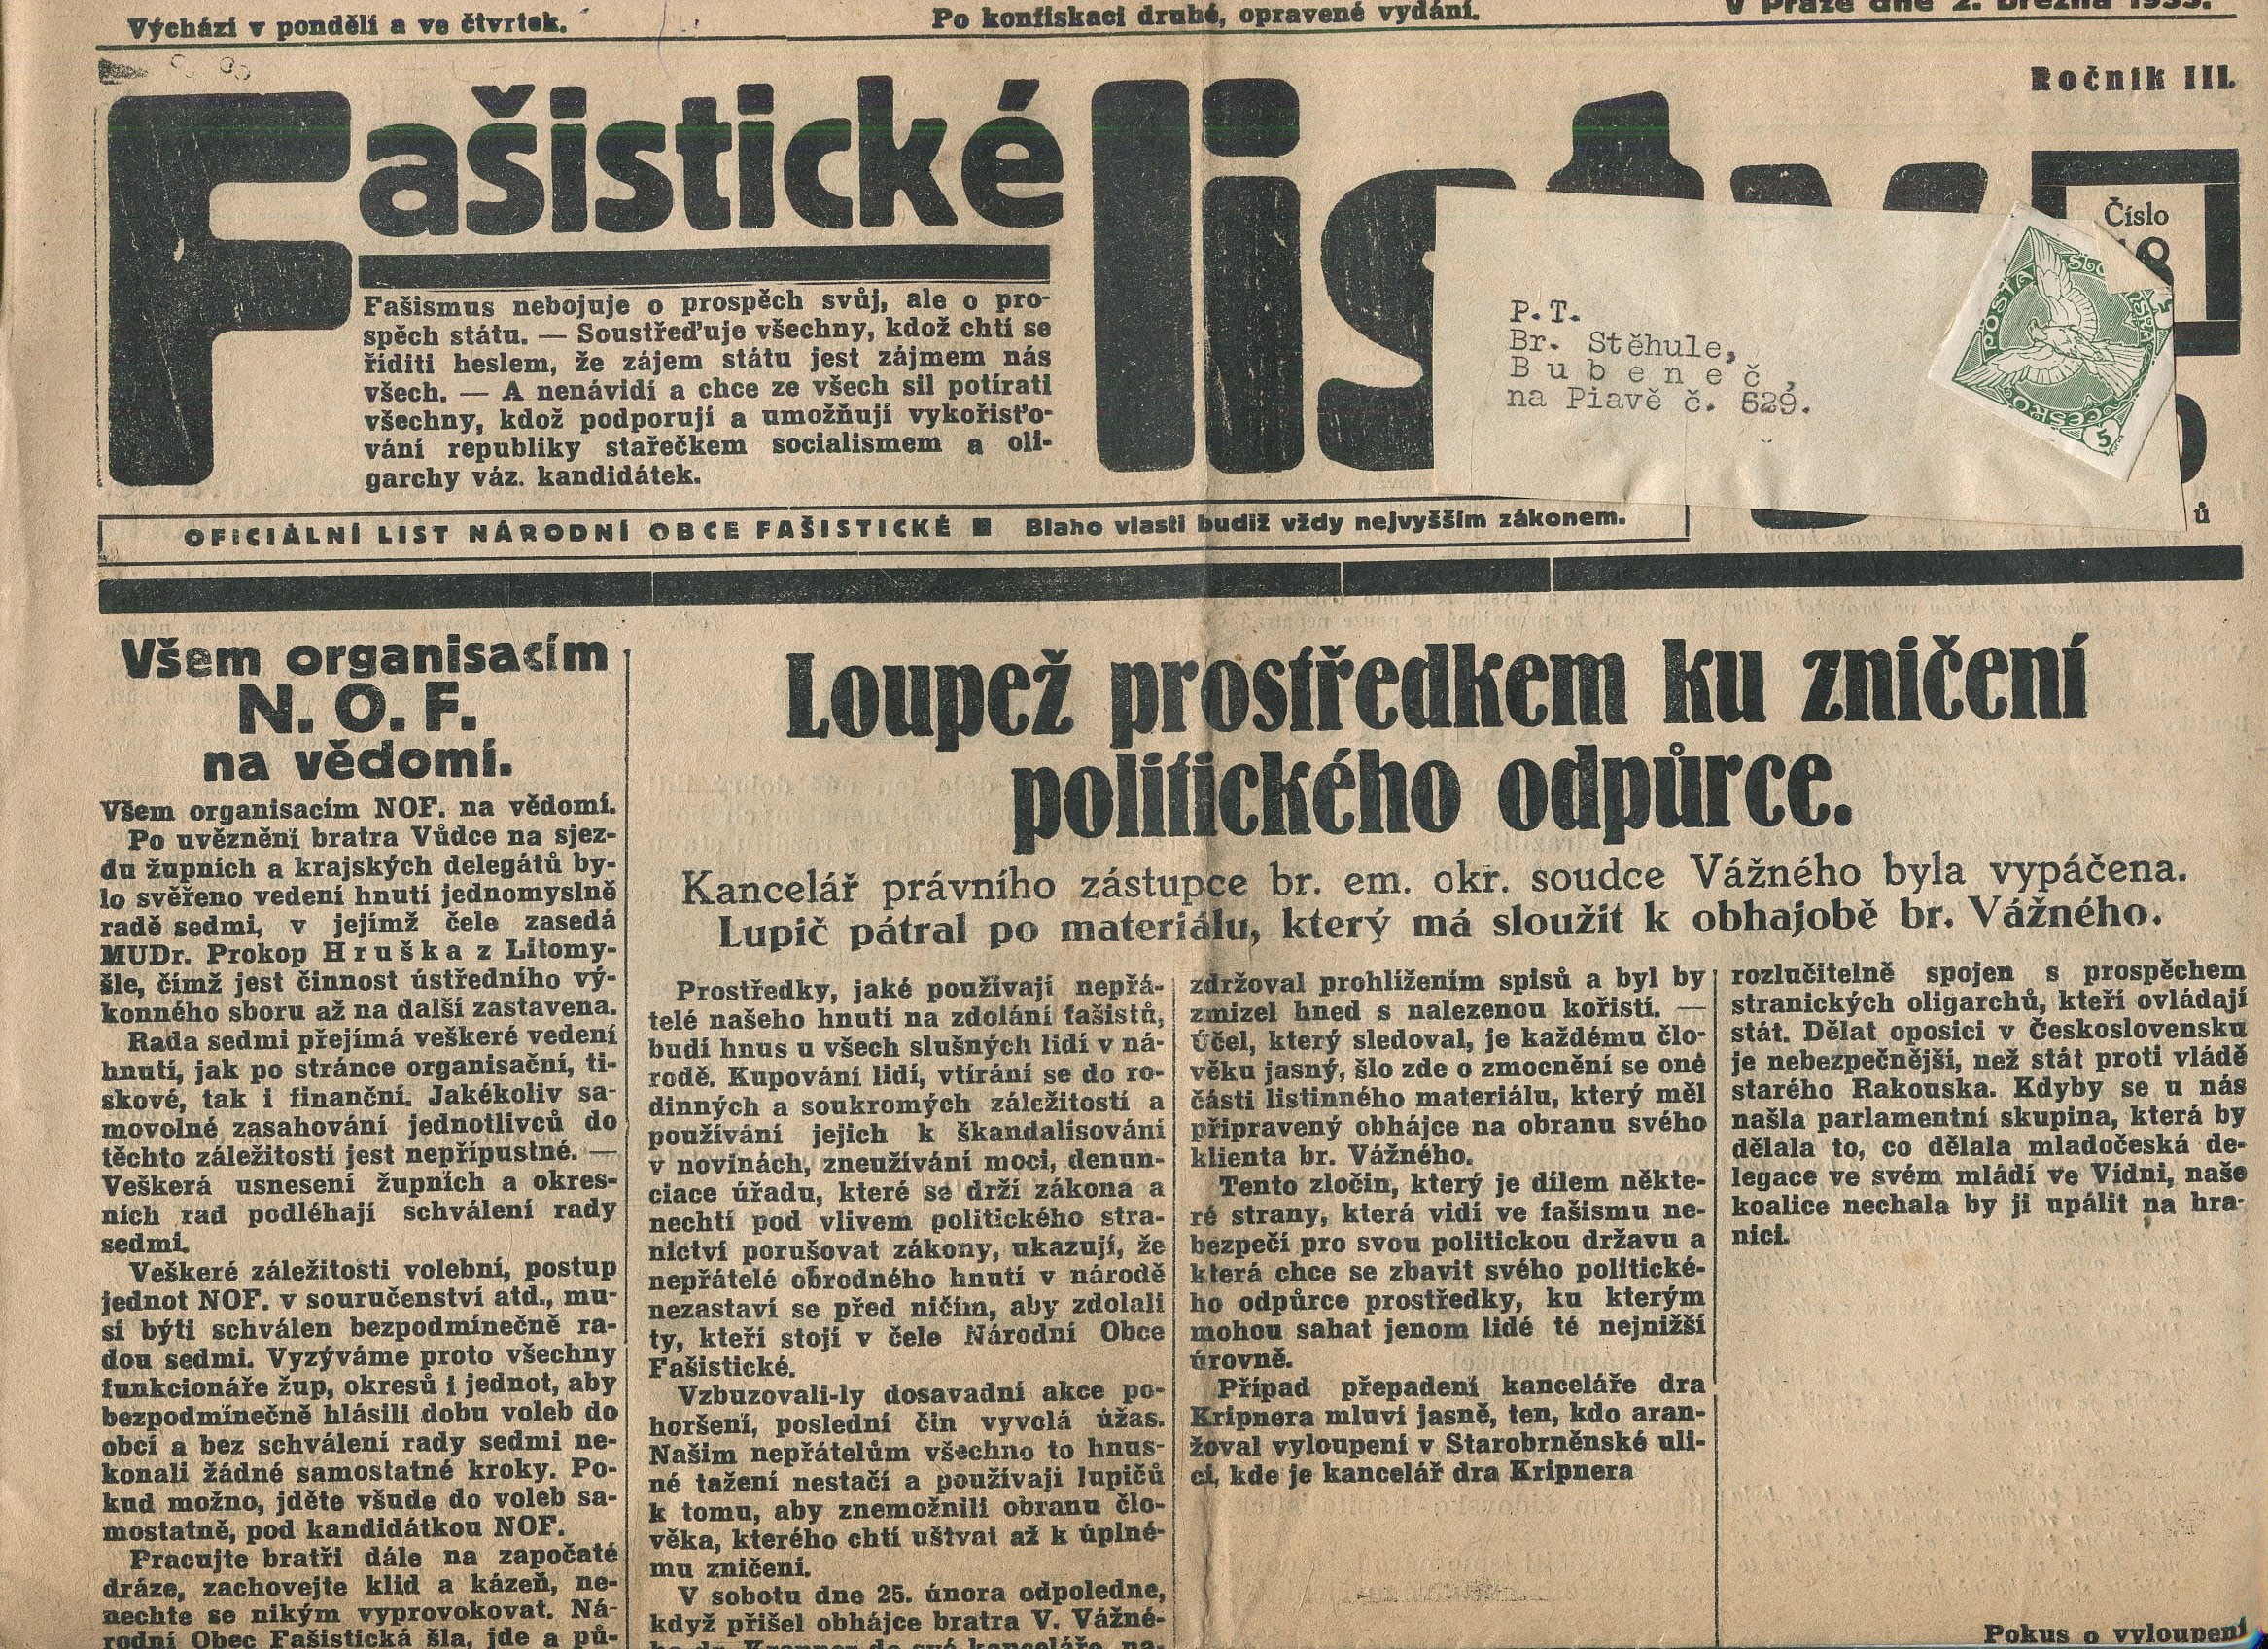 Výchází v pondělí a ve čtvrtek.
Po konfiskaci druhé, opravené vydání.
V Praze dne 2. března 1933.
Ročník III.
Fašistické listy
Číslo
18
Fašismus nebojuje o prospěch svůj, ale o pro-
spěch státu. — Soustřeďuje všechny, kdož chtí se
říditi heslem, že zájem státu jest zájmem nás
všech. — A nenávidí a chce ze všech sil potírati
všechny, kdož podporují a umožňují vykořisťo-
vání republiky stařečkem socialismem a oli-
garchy váz. kandidátek.
P.T.
Br. Stěhule,
Bubeneč,
na Piavě č. 629.
POSTA
ČESKO
5
5
ů
OFICIÁLNÍ LIST NÁRODNÍ OBCE FAŠISTICKÉ ■ Blaho vlasti budiž vždy nejvyšším zákonem.
Všem organisacím
N. O. F.
na vědomí.
Všem organisacím NOF. na vědomí.
Po uvěznění bratra Vůdce na sjez-
du župních a krajských delegátů by-
lo svěřeno vedení hnutí jednomyslně
radě sedmi, v jejímž čele zasedá
MUDr. Prokop Hruška z Litomy-
šle, čímž jest činnost ústředního vý-
konného sboru až na další zastavena.
Rada sedmi přejímá veškeré vedení
hnutí, jak po stránce organisační, ti-
skové, tak i finanční. Jakékoliv sa-
movolné zasahování jednotlivců do
těchto záležitostí jest nepřípustné. —
Veškerá usnesení župních a okres-
ních rad podléhají schválení rady
sedmi.
Veškeré záležitosti volební, postup
jednot NOF. v souručenství atd., mu-
sí býti schválen bezpodmínečně ra-
dou sedmi. Vyzýváme proto všechny
funkcionáře žup, okresů i jednot, aby
bezpodmínečně hlásili dobu voleb do
obcí a bez schválení rady sedmi ne-
konali žádné samostatné kroky. Po-
kud možno, jděte všude do voleb sa-
mostatně, pod kandidátkou NOF.
Pracujte bratři dále na započaté
dráze, zachovejte klid a kázeň, ne-
nechte se nikým vyprovokovat. Ná-
rodní Obec Fašistická šla, jde a pů-
Loupež prostředkem ku zničení
politického odpůrce.
Kancelář právního zástupce br. em. okr. soudce Vážného byla vypáčena.
Lupič pátral po materiálu, který má sloužit k obhajobě br. Vážného.
Prostředky, jaké používají nepřá-
telé našeho hnutí na zdolání fašistů,
budí hnus u všech slušných lidí v ná-
rodě. Kupování lidí, vtírání se do ro-
dinných a soukromých záležitostí a
používání jejich k škandalisování
v novinách, zneužívání moci, denun-
ciace úřadu, které se drží zákona a
nechtí pod vlivem politického stra-
nictví porušovat zákony, ukazují, že
nepřátelé obrodného hnutí v národě
nezastaví se před ničím, aby zdolali
ty, kteří stojí v čele Národní Obce
Fašistické.
Vzbuzovali-ly dosavadní akce po-
horšení, poslední čin vyvolá úžas.
Našim nepřátelům všechno to hnus-
né tažení nestačí a používají lupičů
k tomu, aby znemožnili obranu člo-
věka, kterého chtí uštvat až k úplné-
mu zničení.
V sobotu dne 25. února odpoledne,
když přišel obhájce bratra V. Vážné-
zdržoval prohlížením spisů a byl by
zmizel hned s nalezenou kořistí. —
Účel, který sledoval, je každému člo-
věku jasný, šlo zde o zmocnění se oné
části listinného materiálu, který měl
připravený obhájce na obranu svého
klienta br. Vážného.
Tento zločin, který je dílem někte-
ré strany, která vidí ve fašismu ne-
bezpečí pro svou politickou državu a
která chce se zbavit svého politické-
ho odpůrce prostředky, ku kterým
mohou sahat jenom lidé té nejnižší
úrovně.
Případ přepadení kanceláře dra
Kripnera mluví jasně, ten, kdo aran-
žoval vyloupení v Starobrněnské uli-
ci, kde je kancelář dra Kripnera
rozlučitelně spojen s prospěchem
stranických oligarchů, kteří ovládají
stát. Dělat oposici v Československu
je nebezpečnější, než stát proti vládě
starého Rakouska. Kdyby se u nás
našla parlamentní skupina, která by
dělala to, co dělala mladočeská de-
legace ve svém mládí ve Vídni, naše
koalice nechala by ji upálit na hra-
nici.
Pokus o vyloupení